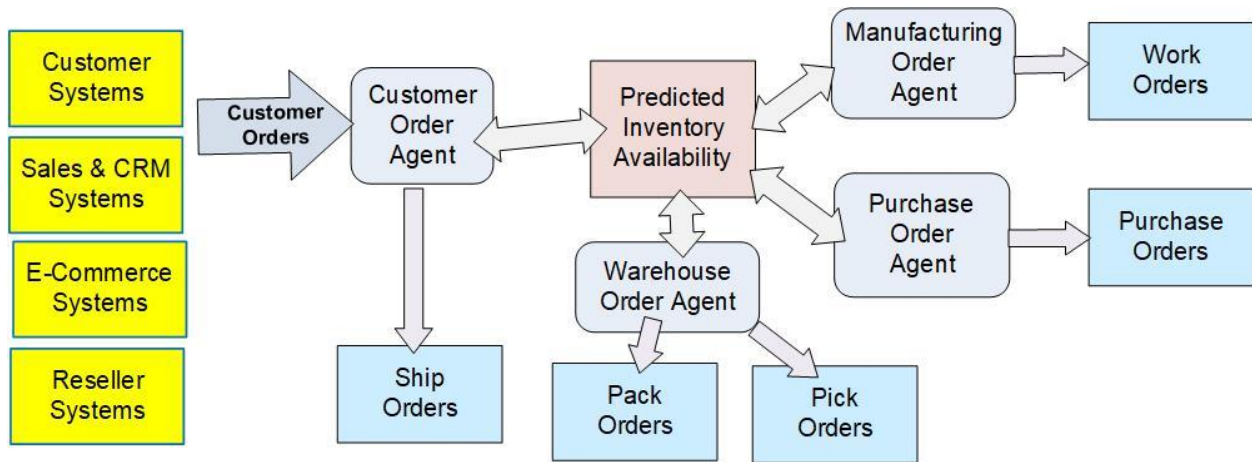 Customer
Systems
Sales & CRM
Systems
E-Commerce
Systems
Reseller
Systems
Customer
Orders
Customer
Order
Agent
Ship
Orders
Predicted
Inventory
Availability
Warehouse
Order Agent
Pack
Orders
Pick
Orders
Manufacturing
Order
Agent
Work
Orders
Purchase
Order
Agent
Purchase
Orders